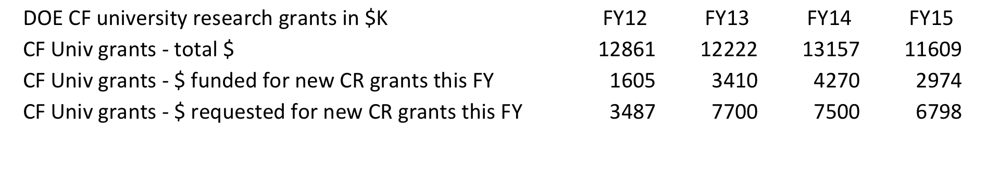 DOE CF university research grants in $K FY12 FY13 FY14 FY15
CF Univ grants - total $ 12861 12222 13157 11609
CF Univ grants - $ funded for new CR grants this FY 1605 3410 4270 2974
CF Univ grants - $ requested for new CR grants this FY 3487 7700 7500 6798